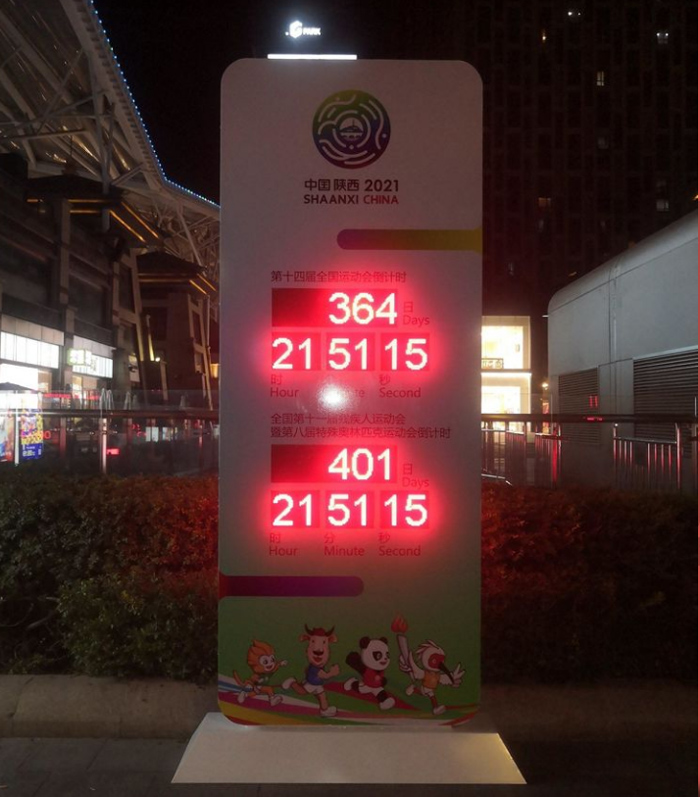 PARK
中国陕西 2021
SHAANXI CHINA
第十四届全国运动会倒计时
364 日
Days
21 51 15
时 秒
Hour Second
全国第十一届残疾人运动会
暨第八届特殊奥林匹克运动会倒计时
401 日
Days
21 51 15
时 分 秒
Hour Minute Second